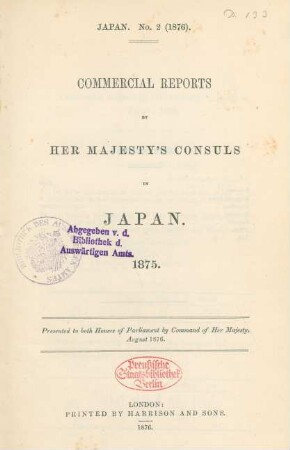 JAPAN. No. 2 (1876).
COMMERCIAL REPORTS
BY
HER MAJESTY'S CONSULS
IN
JAPAN.
1875.
Abgegeben v. d.
Bibliothek d.
Auswärtigen Amts.
Presented to both Houses of Parliament by Command of Her Majesty.
August 1876.
Preußische
Staatsbibliothek
Berlin
LONDON:
PRINTED BY HARRISON AND SONS.
1876.